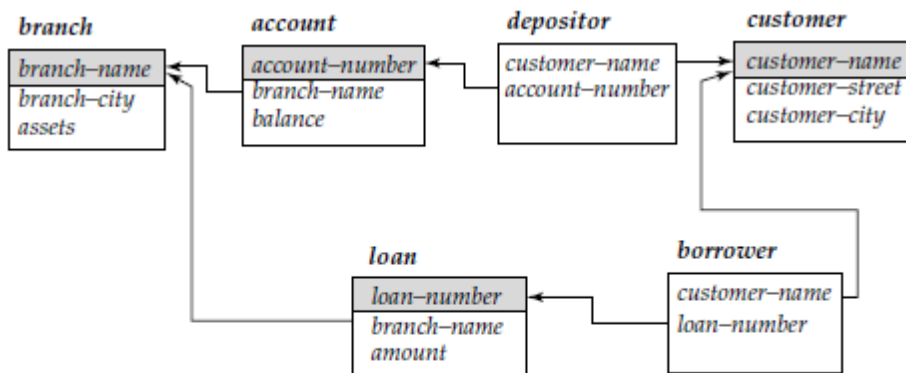 branch
branch–name
branch–city
assets
account
account–number
branch–name
balance
depositor
customer–name
account–number
customer
customer–name
customer–street
customer–city
loan
loan–number
branch–name
amount
borrower
customer–name
loan–number